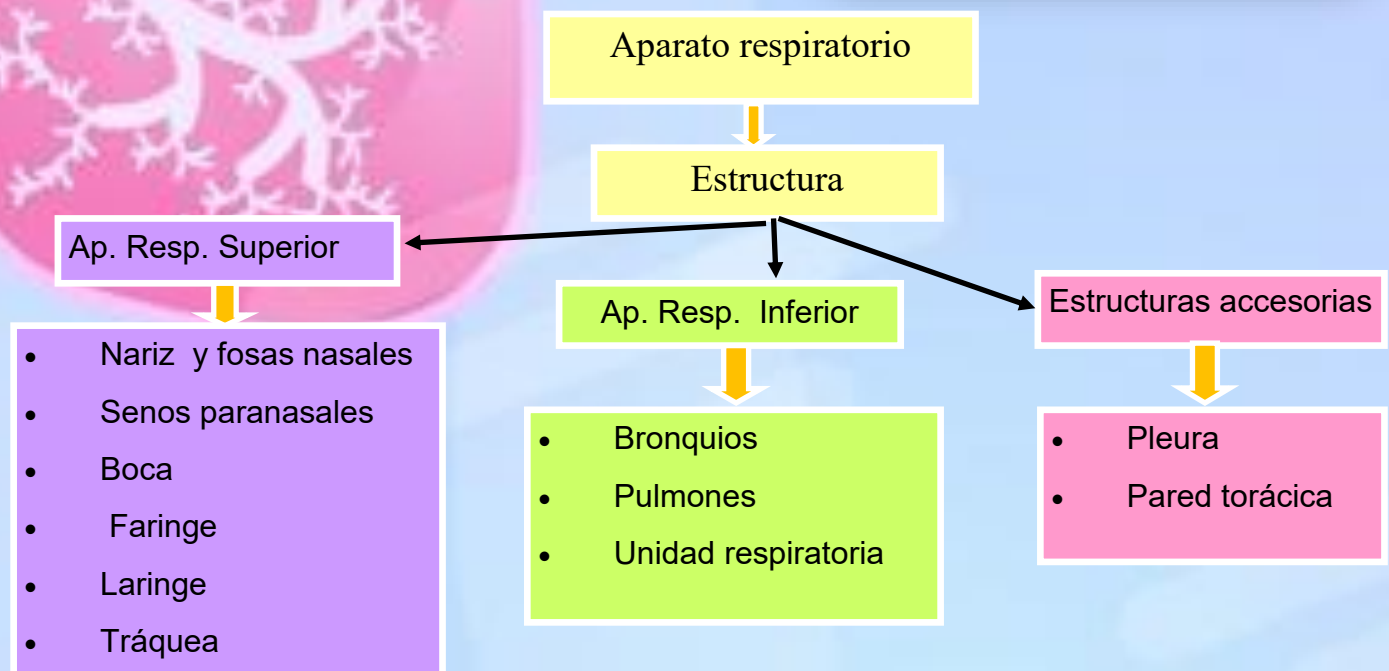 Aparato respiratorio
Estructura
Ap. Resp. Superior
• Nariz y fosas nasales
• Senos paranasales
• Boca
• Faringe
• Laringe
• Tráquea
Ap. Resp. Inferior
• Bronquios
• Pulmones
• Unidad respiratoria
Estructuras accesorias
• Pleura
• Pared torácica